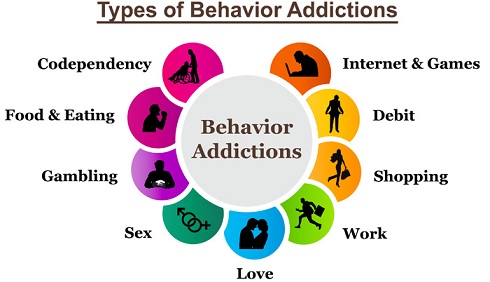 Types of Behavior Addictions
Codependency
Internet & Games
Food & Eating
Debit
Behavior
Addictions
Gambling
Shopping
Sex
Work
Love